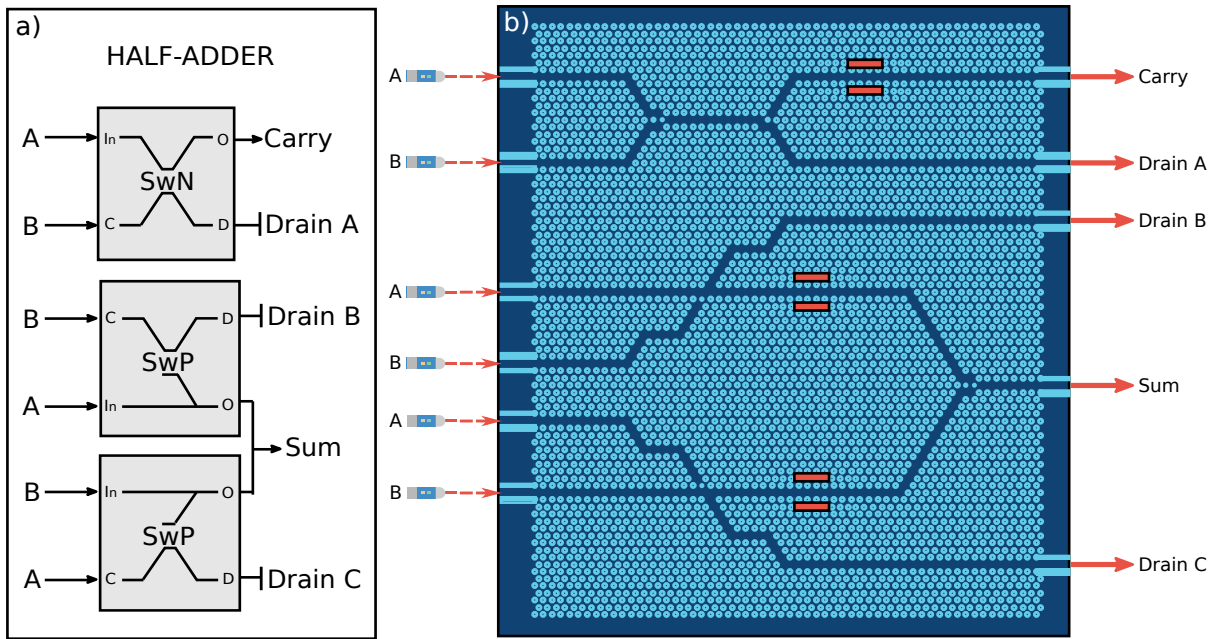 a)
HALF-ADDER
A
In
O
Carry
SwN
B
C
D
Drain A
B
C
D
Drain B
SwP
A
In
O
Sum
B
In
O
SwP
A
C
D
Drain C
b)
A
Carry
B
Drain A
Drain B
A
B
Sum
A
B
Drain C